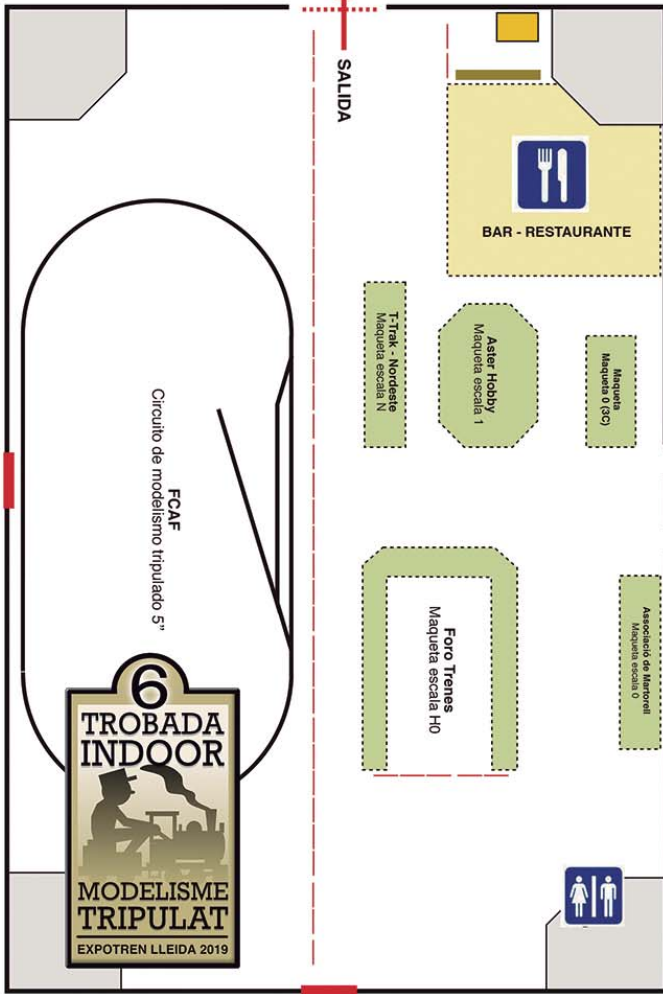 SALIDA
BAR - RESTAURANTE
T-Trak - Nordeste
Maqueta escala N
Aster Hobby
Maqueta escala 1
Maqueta
Maqueta 0 (3C)
FCAF
Circuito de modelismo tripulado 5"
Foro Trenes
Maqueta escala H0
Associació de Martorell
Maqueta escala 0
6
TROBADA
INDOOR
MODELISME
TRIPULAT
EXPOTREN LLEIDA 2019